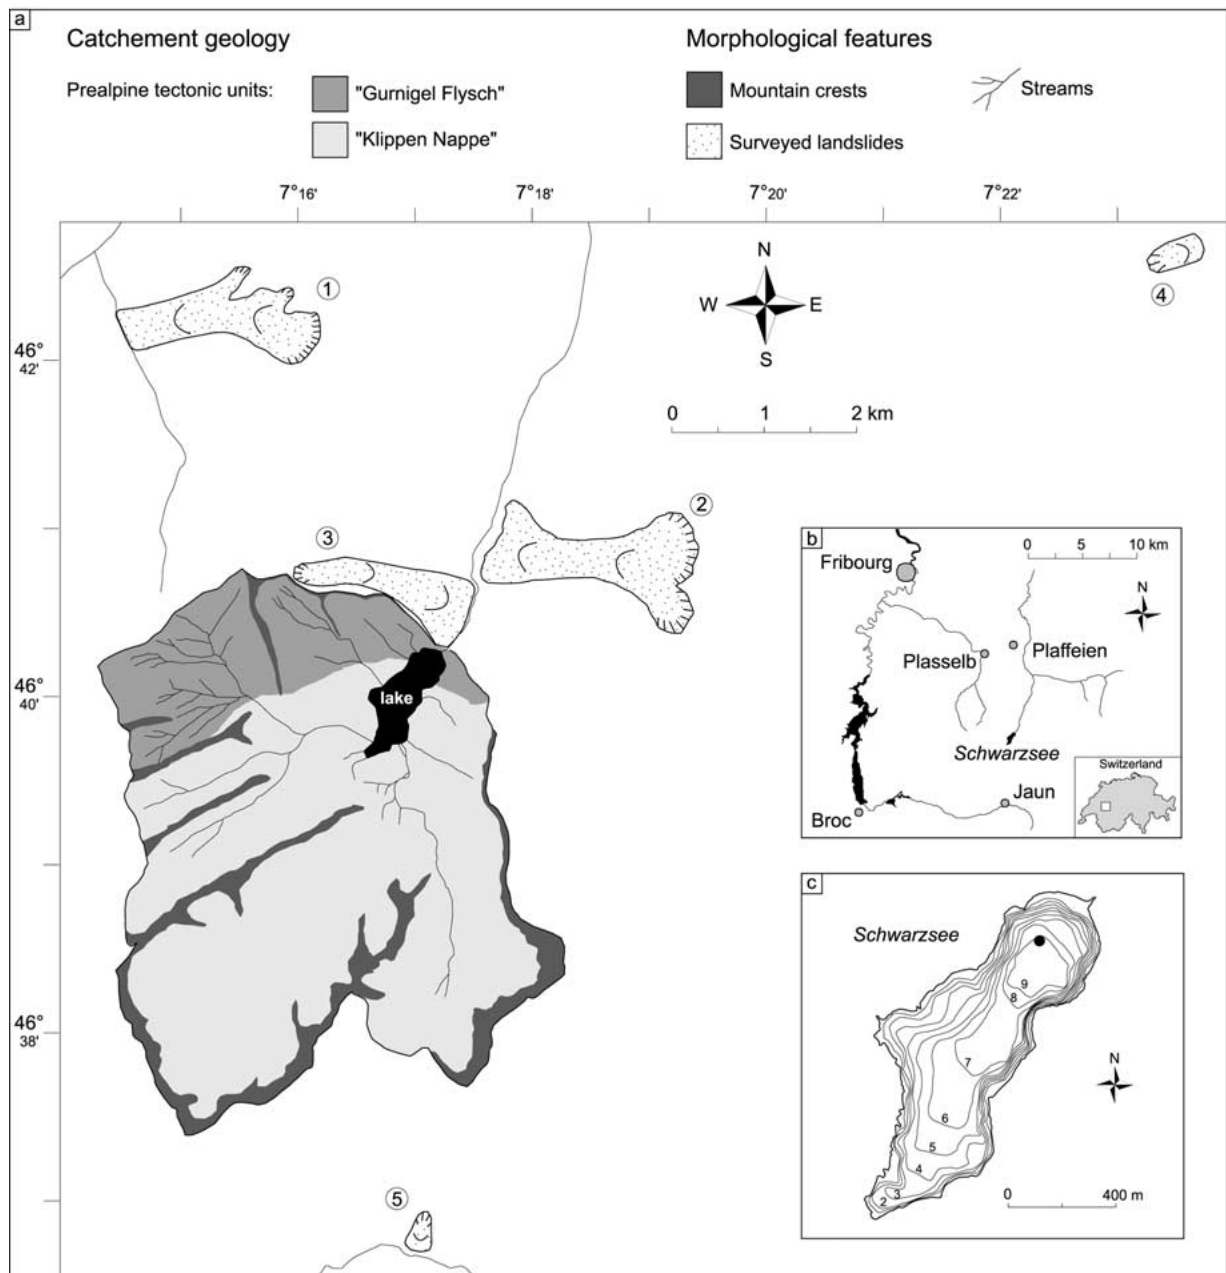 a
Catchement geology
Prealpine tectonic units:
"Gurnigel Flysch"
"Klippen Nappe"
Morphological features
Mountain crests
Surveyed landslides
Streams
7°16'
7°18'
7°20'
7°22'
46°
42'
46°
40'
46°
38'
1
2
3
4
5
N
W E
S
0 1 2 km
lake
b
0 5 10 km
Fribourg
N
Plasselb
Plaffeien
Schwarzsee
Switzerland
Jaun
Broc
c
Schwarzsee
9
8
7
6
5
4
3
2
N
0 400 m